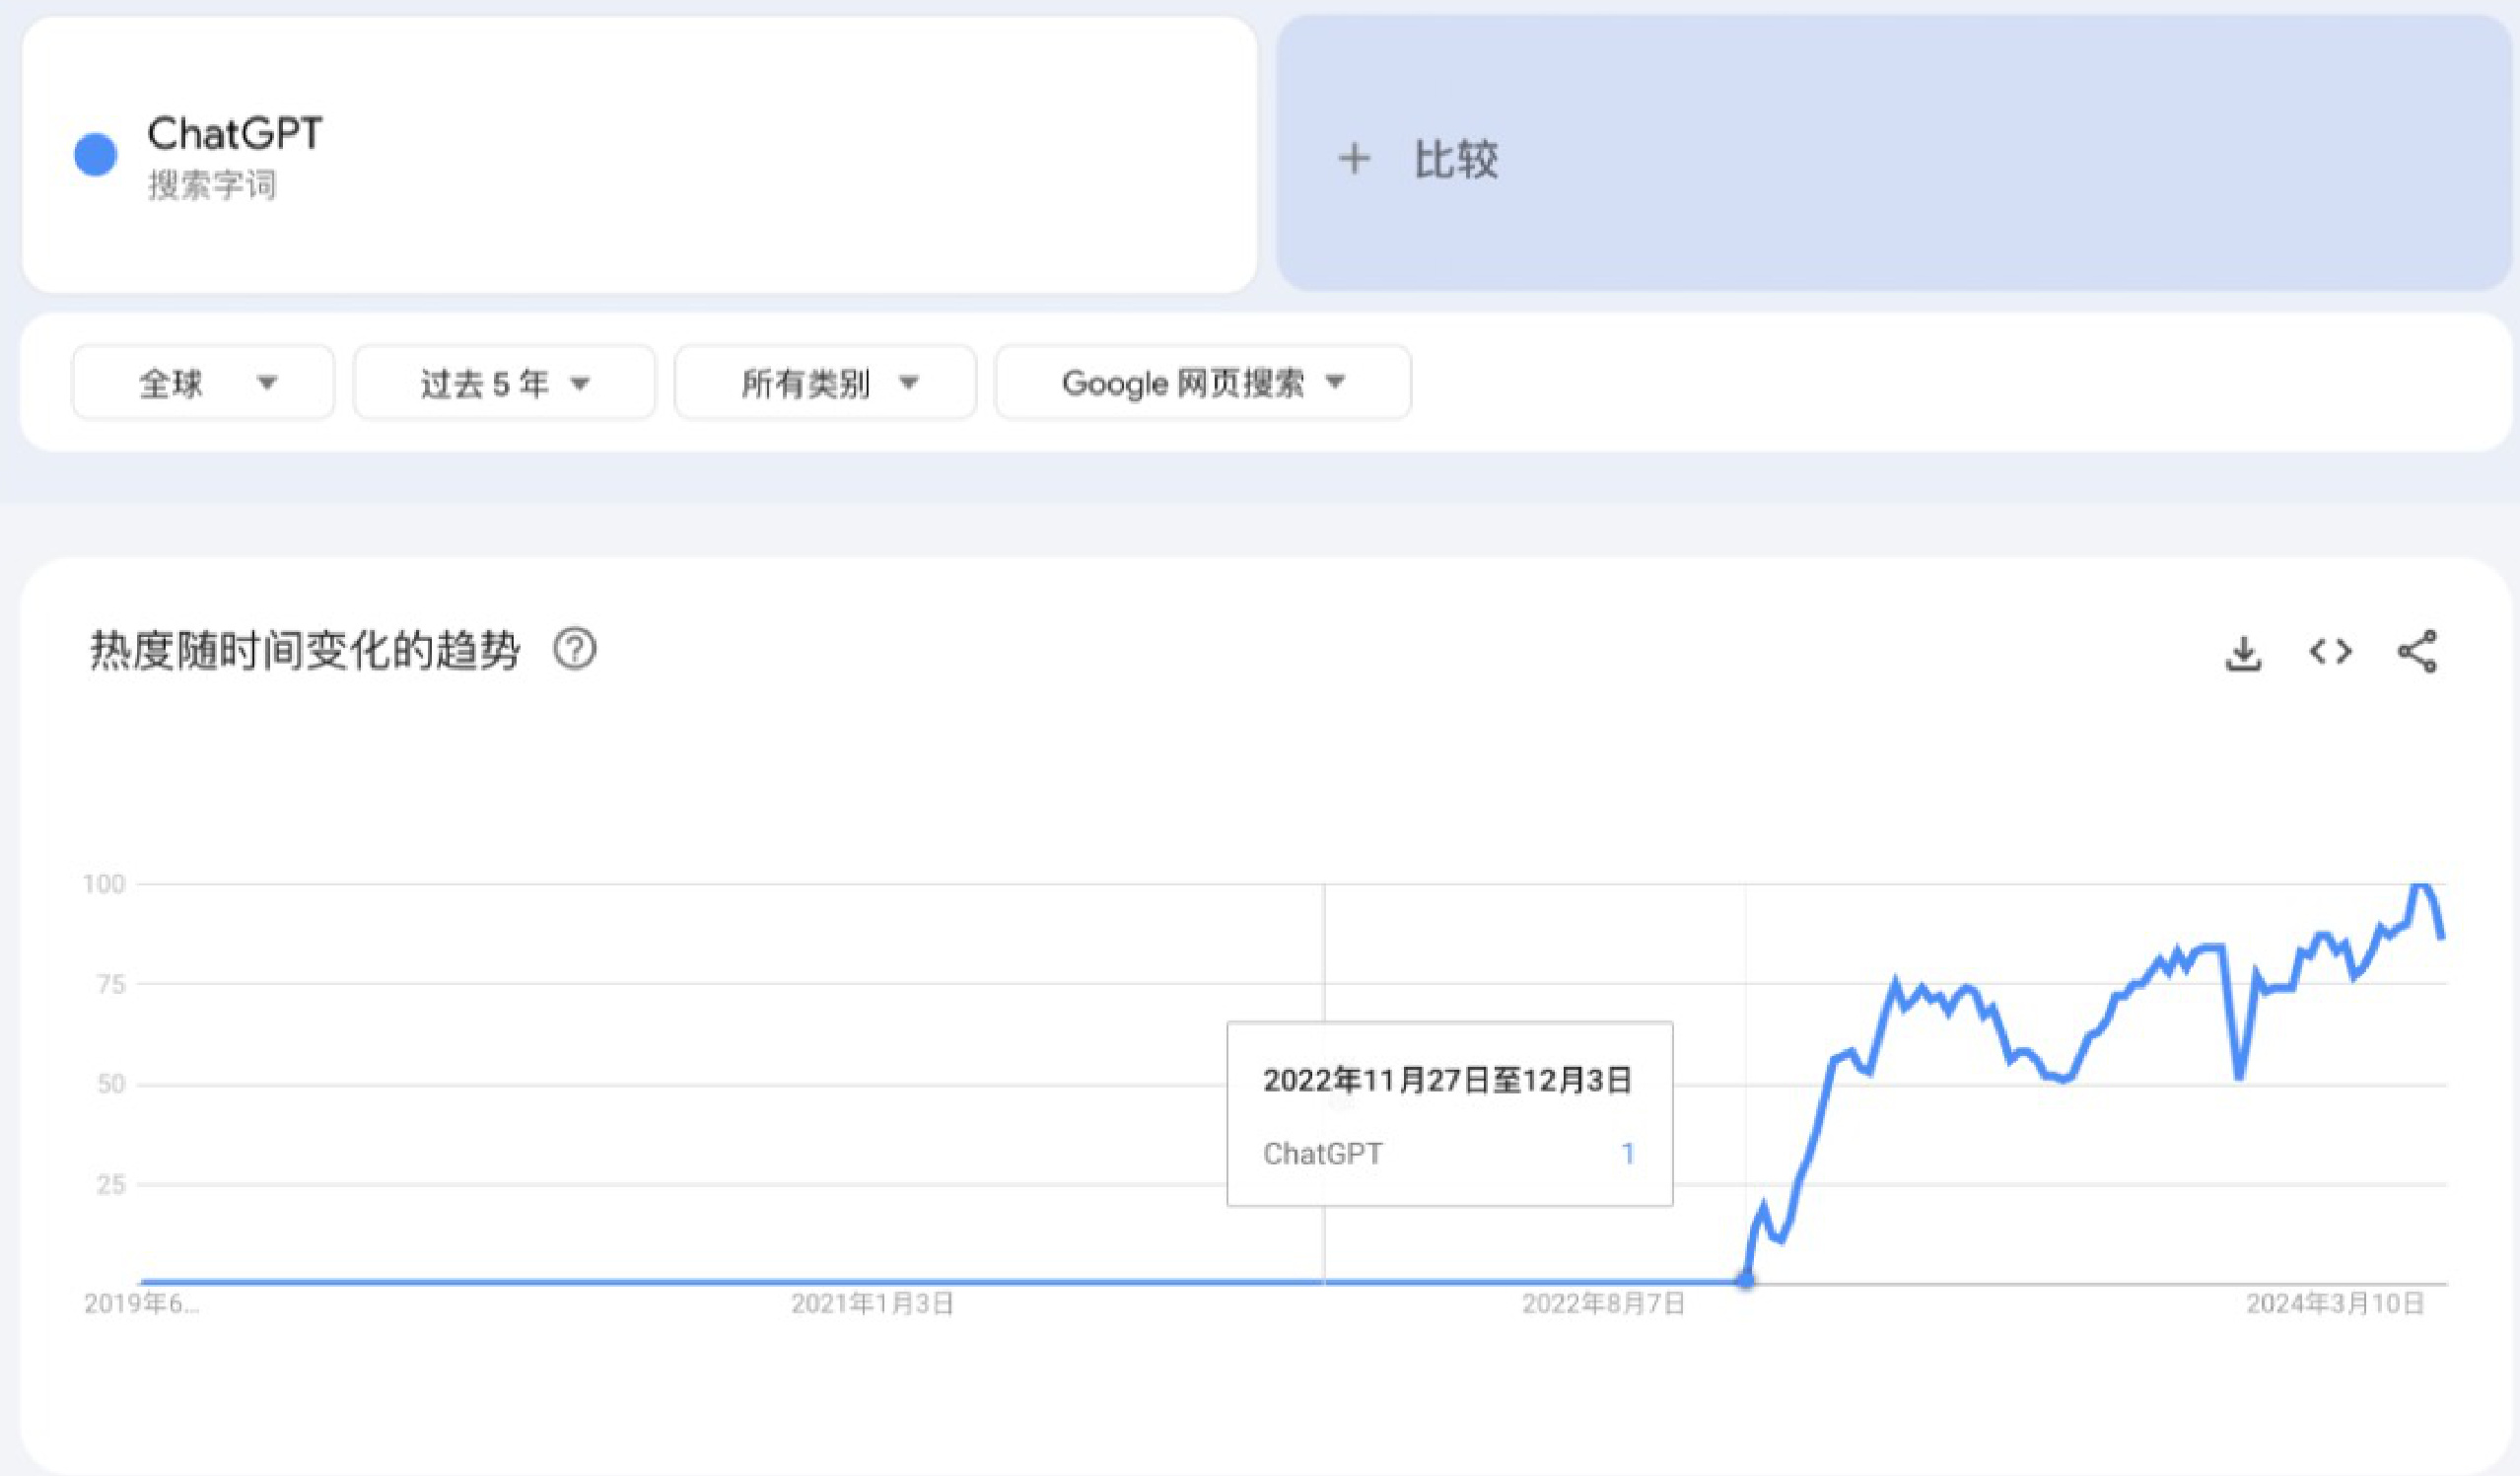 ChatGPT
搜索字词
+ 比较
全球 过去 5 年 所有类别 Google 网页搜索
热度随时间变化的趋势
100
75
50
25
2022年11月27日至12月3日
ChatGPT 1
2019年6... 2021年1月3日 2022年8月7日 2024年3月10日